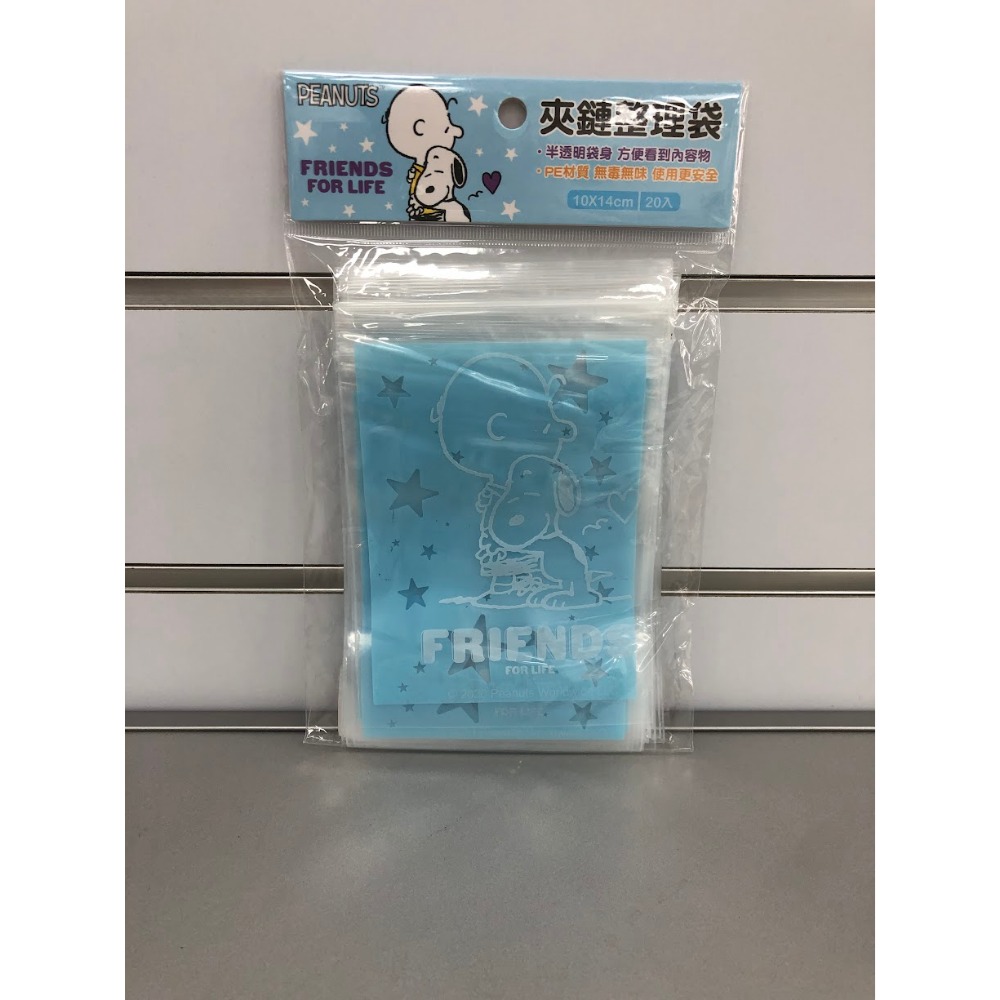 PEANUTS
FRIENDS
FOR LIFE
夾鏈整理袋
·半透明袋身 方便看到內容物
·PE材質 無毒無味 使用更安全
10X14cm 20入
FRIENDS
FOR LIFE